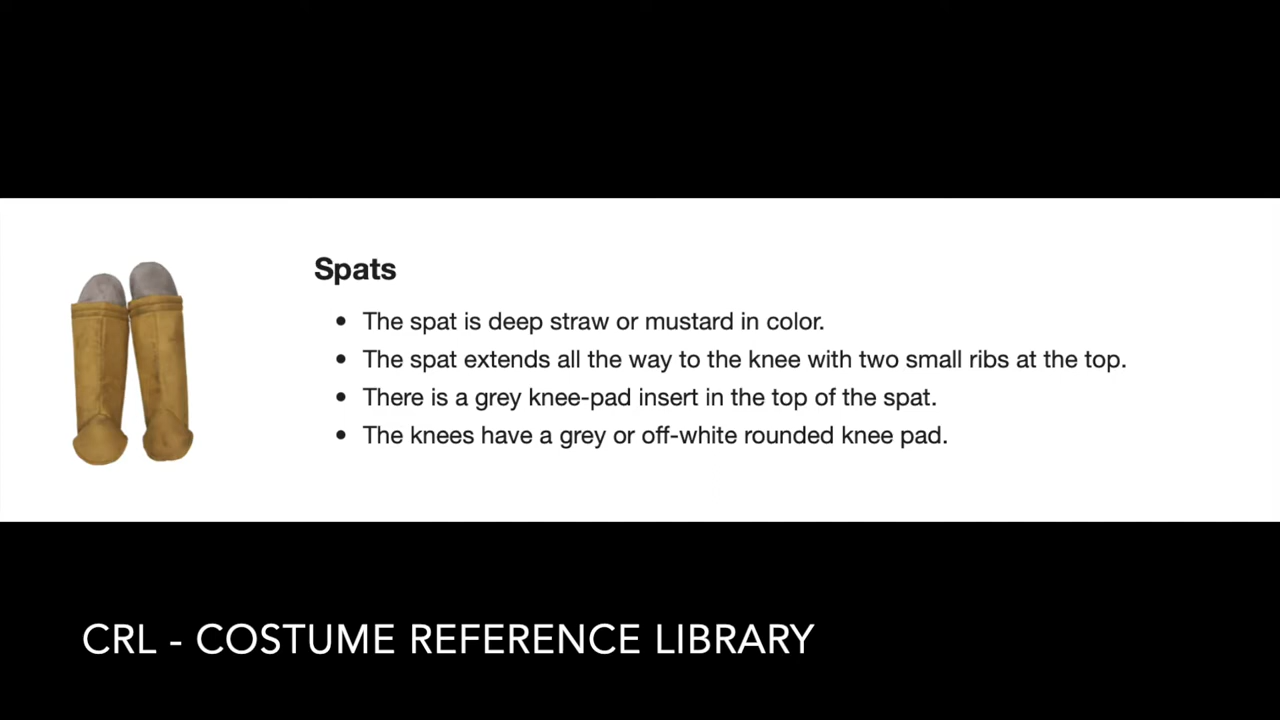 Spats
• The spat is deep straw or mustard in color.
• The spat extends all the way to the knee with two small ribs at the top.
• There is a grey knee-pad insert in the top of the spat.
• The knees have a grey or off-white rounded knee pad.
CRL - COSTUME REFERENCE LIBRARY